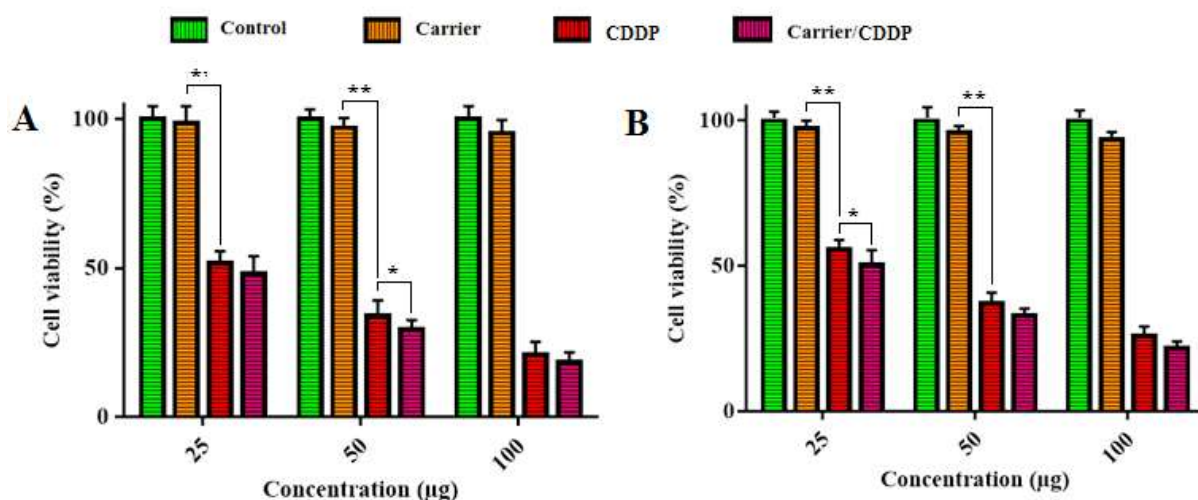 Control Carrier CDDP Carrier/CDDP
A
Cell viability (%)
100
50
0
**
**
*
25 50 100
Concentration (µg)
B
Cell viability (%)
100
50
0
**
*
**
25 50 100
Concentration (µg)